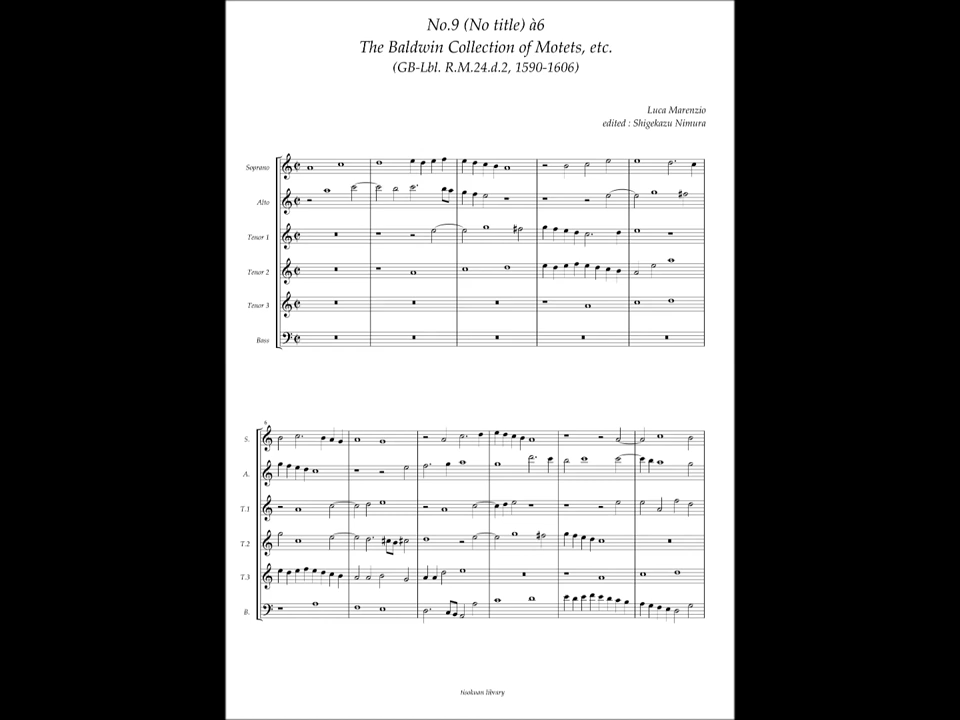 No.9 (No title) à6
The Baldwin Collection of Motets, etc.
(GB-Lbl. R.M.24.d.2, 1590-1606)
Luca Marenzio
edited : Shigekazu Nimura
Soprano
Alto
Tenor 1
Tenor 2
Tenor 3
Bass
6
S.
A.
T.1
T.2
T.3
B.
library